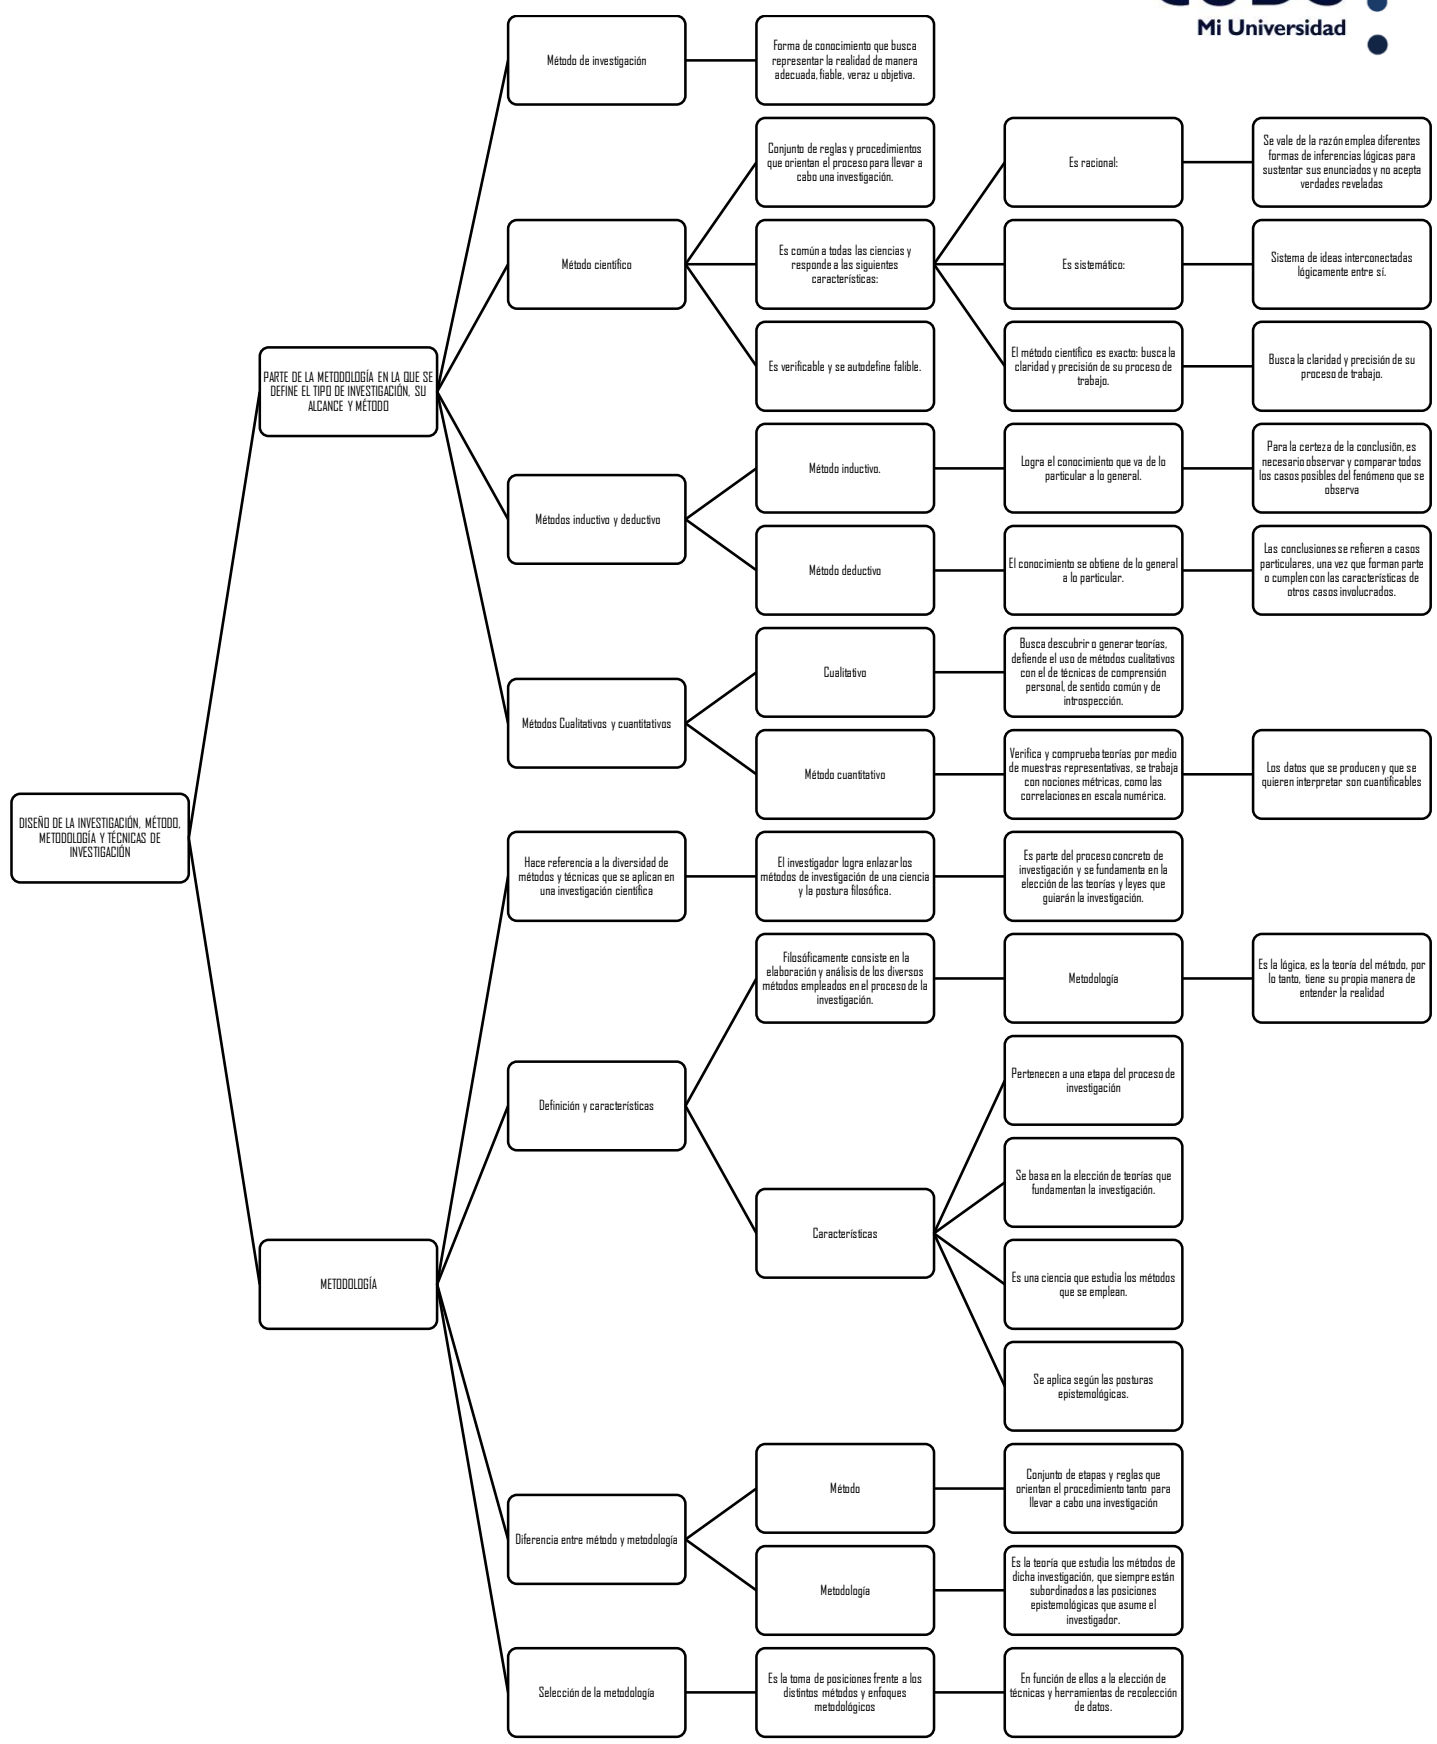 Mi Universidad
DISEÑO DE LA INVESTIGACIÓN, MÉTODO,
METODOLOGÍA Y TÉCNICAS DE
INVESTIGACIÓN
PARTE DE LA METODOLOGÍA EN LA QUE SE
DEFINE EL TIPO DE INVESTIGACIÓN, SU
ALCANCE Y MÉTODO
Método de investigación
Forma de conocimiento que busca
representar la realidad de manera
adecuada, fiable, veraz u objetiva.
Método científico
Conjunto de reglas y procedimientos
que orientan el proceso para llevar a
cabo una investigación.
Es común a todas las ciencias y
responde a las siguientes
características:
Es racional:
Se vale de la razón emplea diferentes
formas de inferencias lógicas para
sustentar sus enunciados y no acepta
verdades reveladas
Es sistemático:
Sistema de ideas interconectadas
lógicamente entre sí.
El método científico es exacto: busca la
claridad y precisión de su proceso de
trabajo.
Busca la claridad y precisión de su
proceso de trabajo.
Es verificable y se autodefine falible.
Métodos inductivo y deductivo
Método inductivo.
Logra el conocimiento que va de lo
particular a lo general.
Para la certeza de la conclusión, es
necesario observar y comparar todos
los casos posibles del fenómeno que se
observa
Método deductivo
El conocimiento se obtiene de lo general
a lo particular.
Las conclusiones se refieren a casos
particulares, una vez que forman parte
o cumplen con las características de
otros casos involucrados.
Métodos Cualitativos y cuantitativos
Cualitativo
Busca descubrir o generar teorías,
defiende el uso de métodos cualitativos
con el de técnicas de comprensión
personal, de sentido común y de
introspección.
Método cuantitativo
Verifica y comprueba teorías por medio
de muestras representativas, se trabaja
con nociones métricas, como las
correlaciones en escala numérica.
Los datos que se producen y que se
quieren interpretar son cuantificables
METODOLOGÍA
Hace referencia a la diversidad de
métodos y técnicas que se aplican en
una investigación científica
El investigador logra enlazar los
métodos de investigación de una ciencia
y la postura filosófica.
Es parte del proceso concreto de
investigación y se fundamenta en la
elección de las teorías y leyes que
guiarán la investigación.
Definición y características
Filosóficamente consiste en la
elaboración y análisis de los diversos
métodos empleados en el proceso de la
investigación.
Metodología
Es la lógica, es la teoría del método, por
lo tanto, tiene su propia manera de
entender la realidad
Características
Pertenecen a una etapa del proceso de
investigación
Se basa en la elección de teorías que
fundamentan la investigación.
Es una ciencia que estudia los métodos
que se emplean.
Se aplica según las posturas
epistemológicas.
Diferencia entre método y metodología
Método
Conjunto de etapas y reglas que
orientan el procedimiento tanto para
llevar a cabo una investigación
Metodología
Es la teoría que estudia los métodos de
dicha investigación, que siempre están
subordinados a las posiciones
epistemológicas que asume el
investigador.
Selección de la metodología
Es la toma de posiciones frente a los
distintos métodos y enfoques
metodológicos
En función de ellos a la elección de
técnicas y herramientas de recolección
de datos.